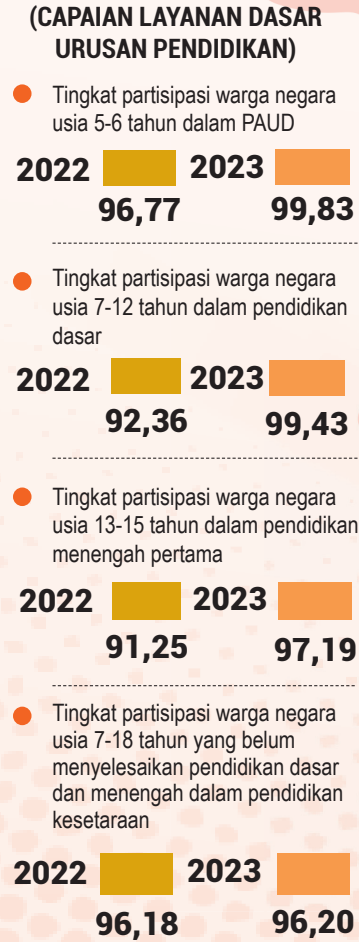 (CAPAIAN LAYANAN DASAR
URUSAN PENDIDIKAN)
Tingkat partisipasi warga negara
usia 5-6 tahun dalam PAUD
2022 2023
96,77 99,83
Tingkat partisipasi warga negara
usia 7-12 tahun dalam pendidikan
dasar
2022 2023
92,36 99,43
Tingkat partisipasi warga negara
usia 13-15 tahun dalam pendidikan
menengah pertama
2022 2023
91,25 97,19
Tingkat partisipasi warga negara
usia 7-18 tahun yang belum
menyelesaikan pendidikan dasar
dan menengah dalam pendidikan
kesetaraan
2022 2023
96,18 96,20